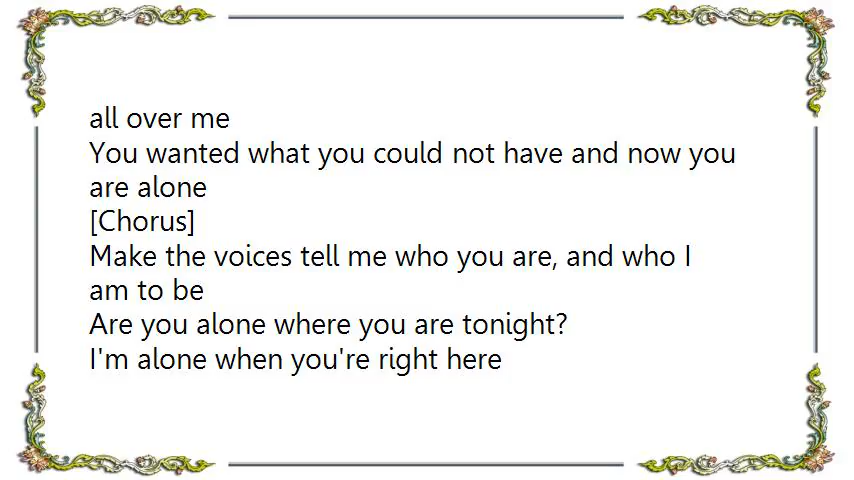 all over me
You wanted what you could not have and now you
are alone
[Chorus]
Make the voices tell me who you are, and who I
am to be
Are you alone where you are tonight?
I'm alone when you're right here